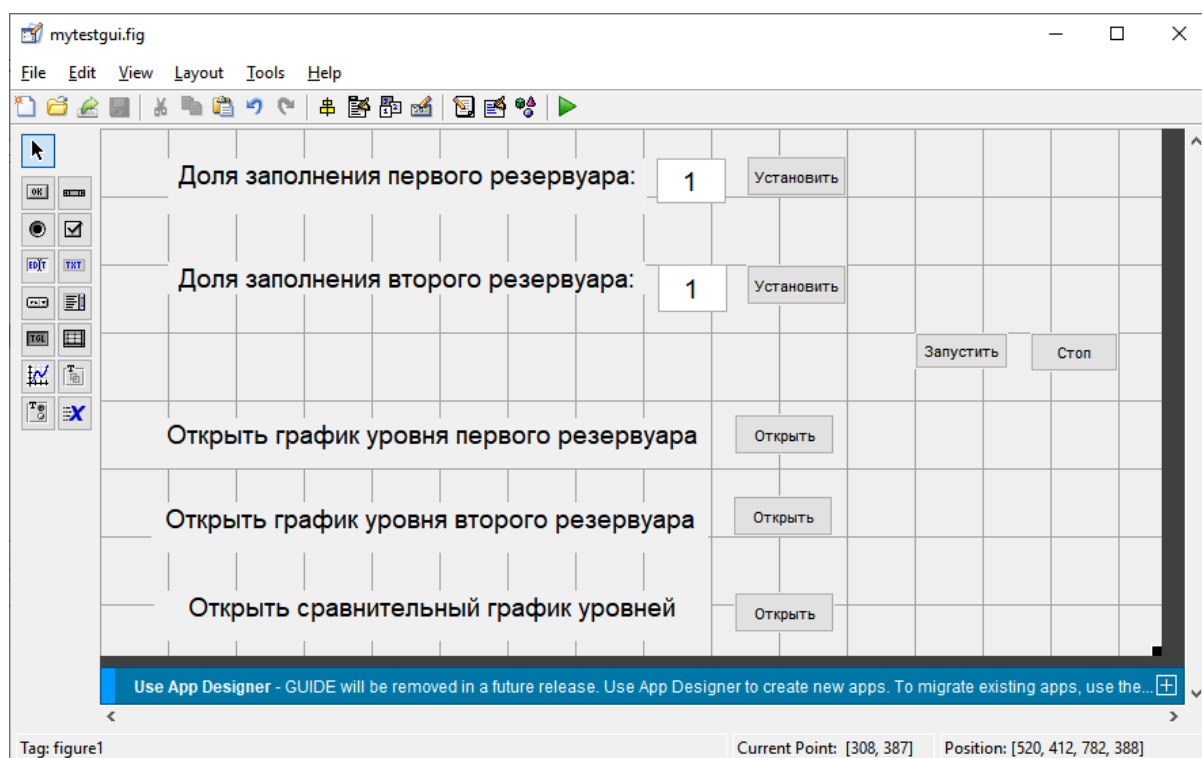 mytestgui.fig
File Edit View Layout Tools Help
Доля заполнения первого резервуара: 1 Установить
Доля заполнения второго резервуара: 1 Установить
Запустить Стоп
Открыть график уровня первого резервуара Открыть
Открыть график уровня второго резервуара Открыть
Открыть сравнительный график уровней Открыть
Use App Designer - GUIDE will be removed in a future release. Use App Designer to create new apps. To migrate existing apps, use the...
Tag: figure1 Current Point: [308, 387] Position: [520, 412, 782, 388]